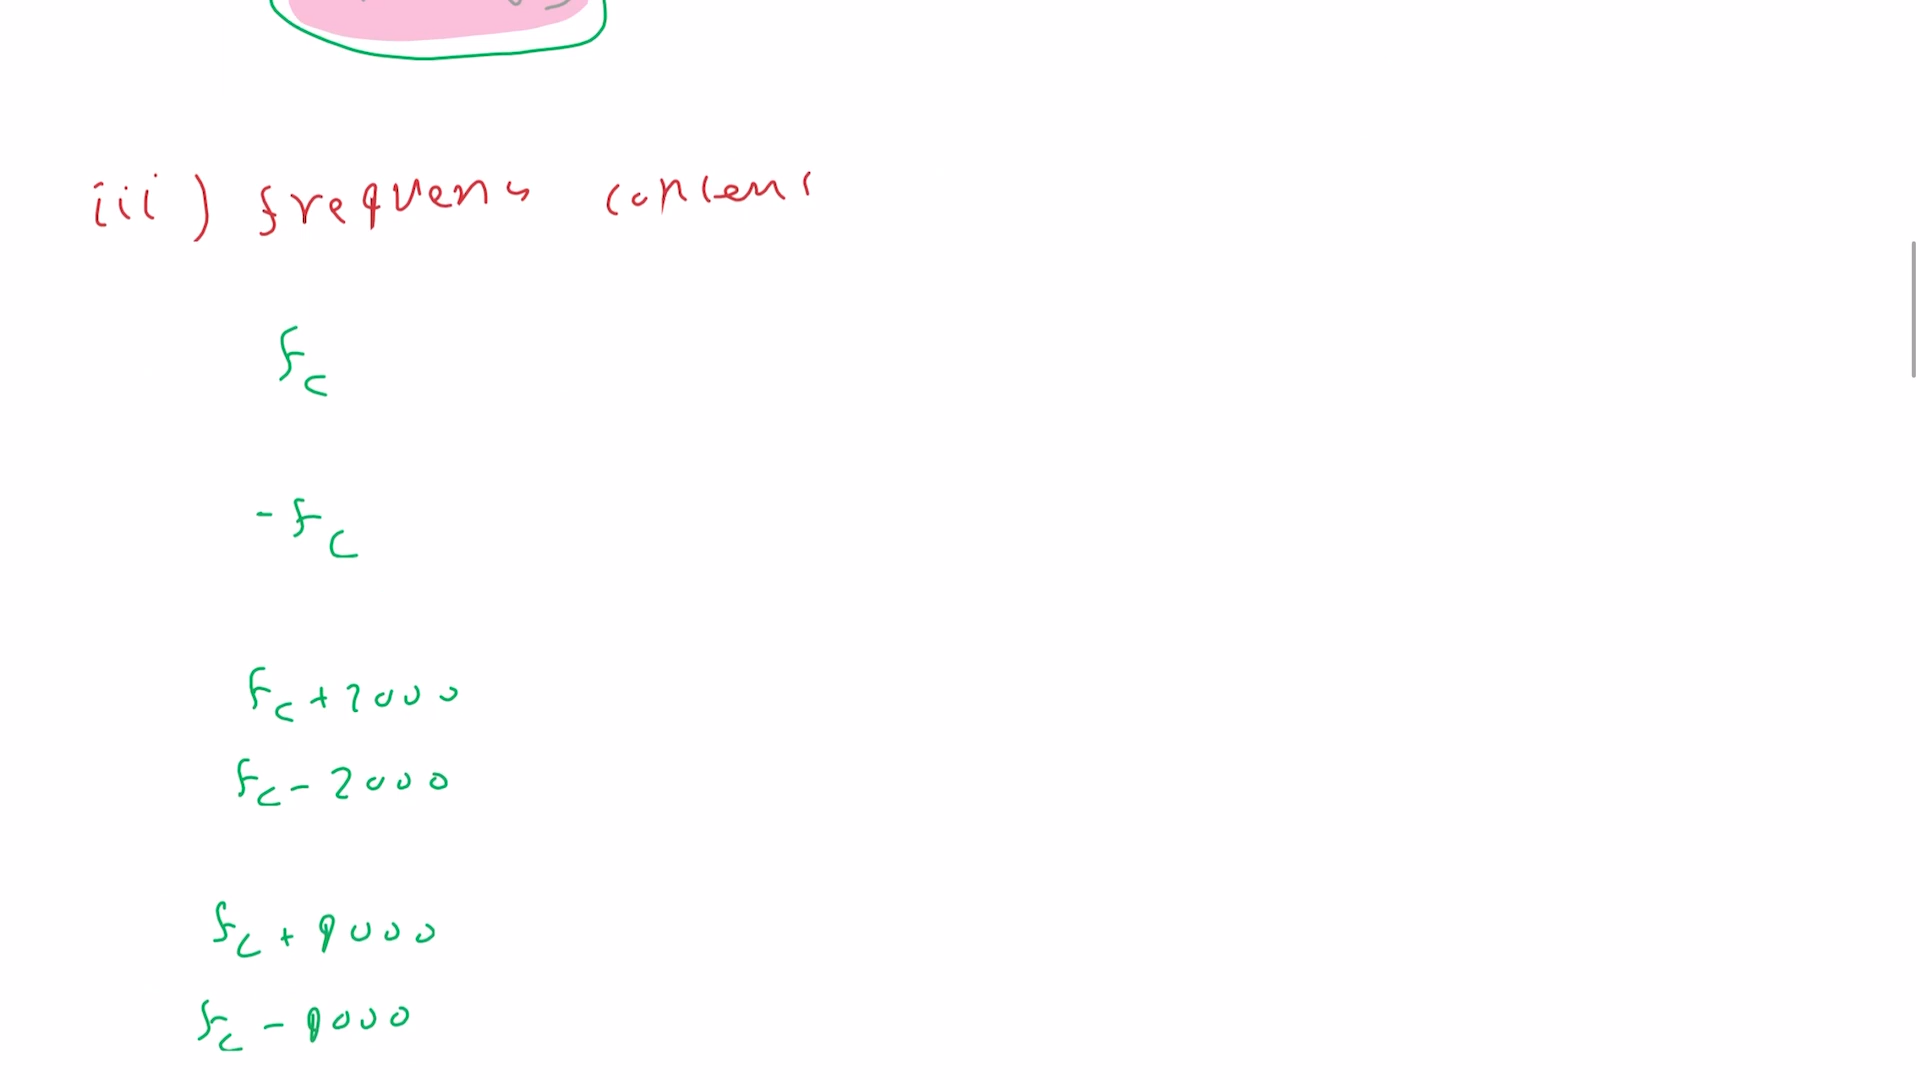 iii) frequency content
fc
- fc
fc + 2000
fc - 2000
fc + 9000
fc - 9000